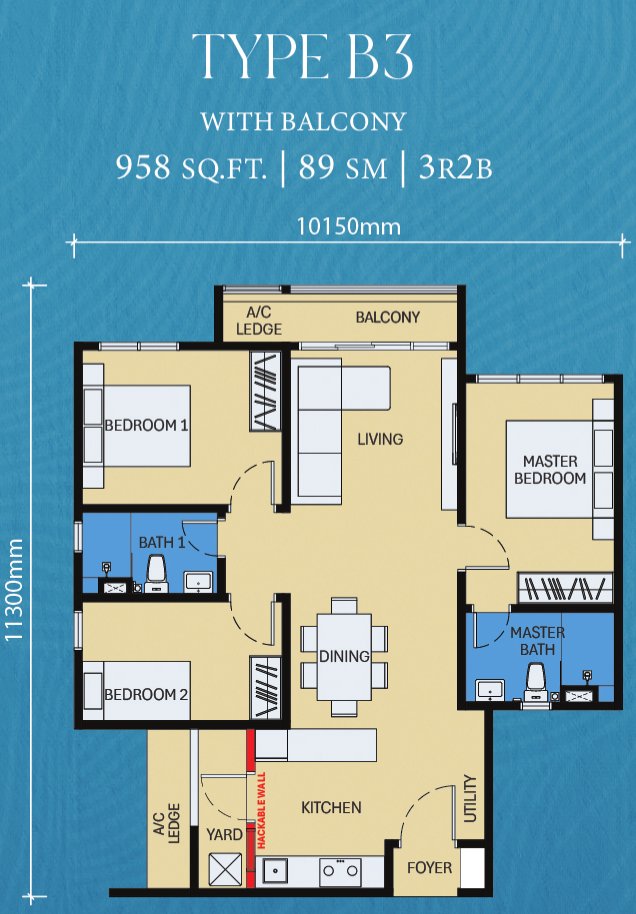 TYPE B3
WITH BALCONY
958 SQ.FT. | 89 SM | 3R2B
10150mm
11300mm
A/C
LEDGE
BALCONY
BEDROOM 1
LIVING
MASTER
BEDROOM
BATH 1
MASTER
BATH
DINING
BEDROOM 2
A/C
LEDGE
YARD
HACKABLE WALL
KITCHEN
UTILITY
FOYER